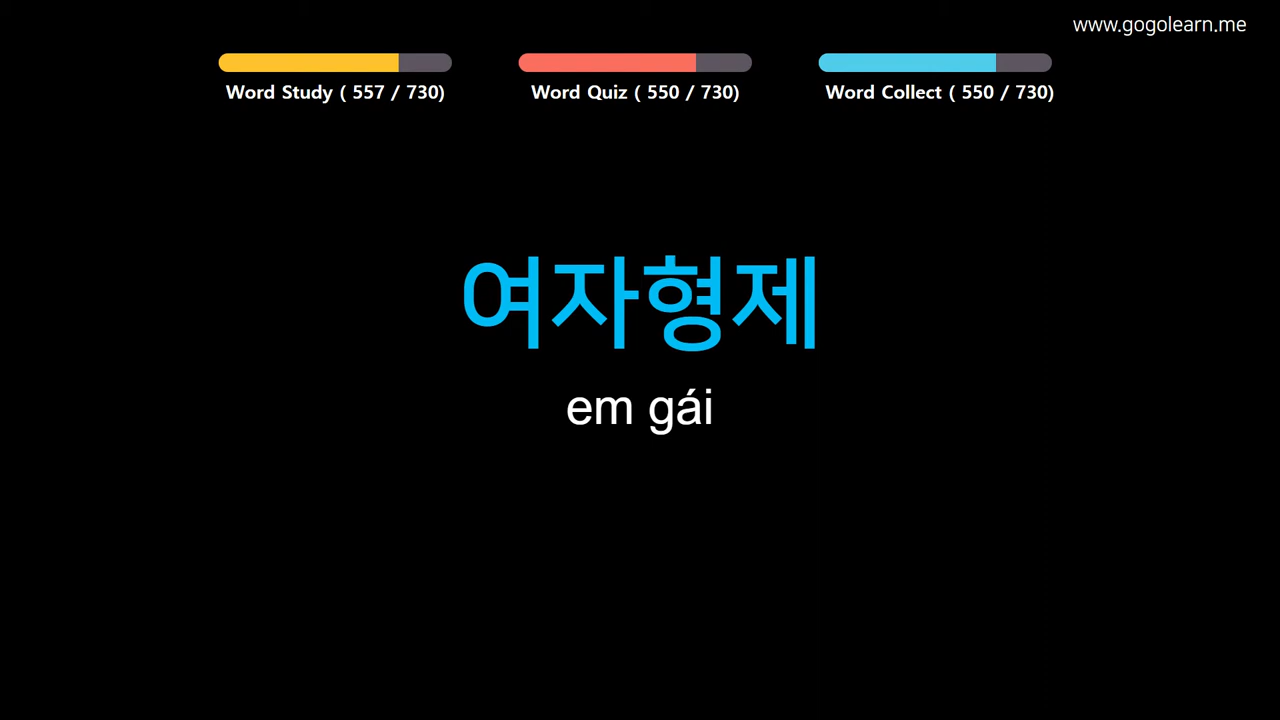 www.gogolearn.me
Word Study ( 557 / 730)
Word Quiz ( 550 / 730)
Word Collect ( 550 / 730)
여자형제
em gái